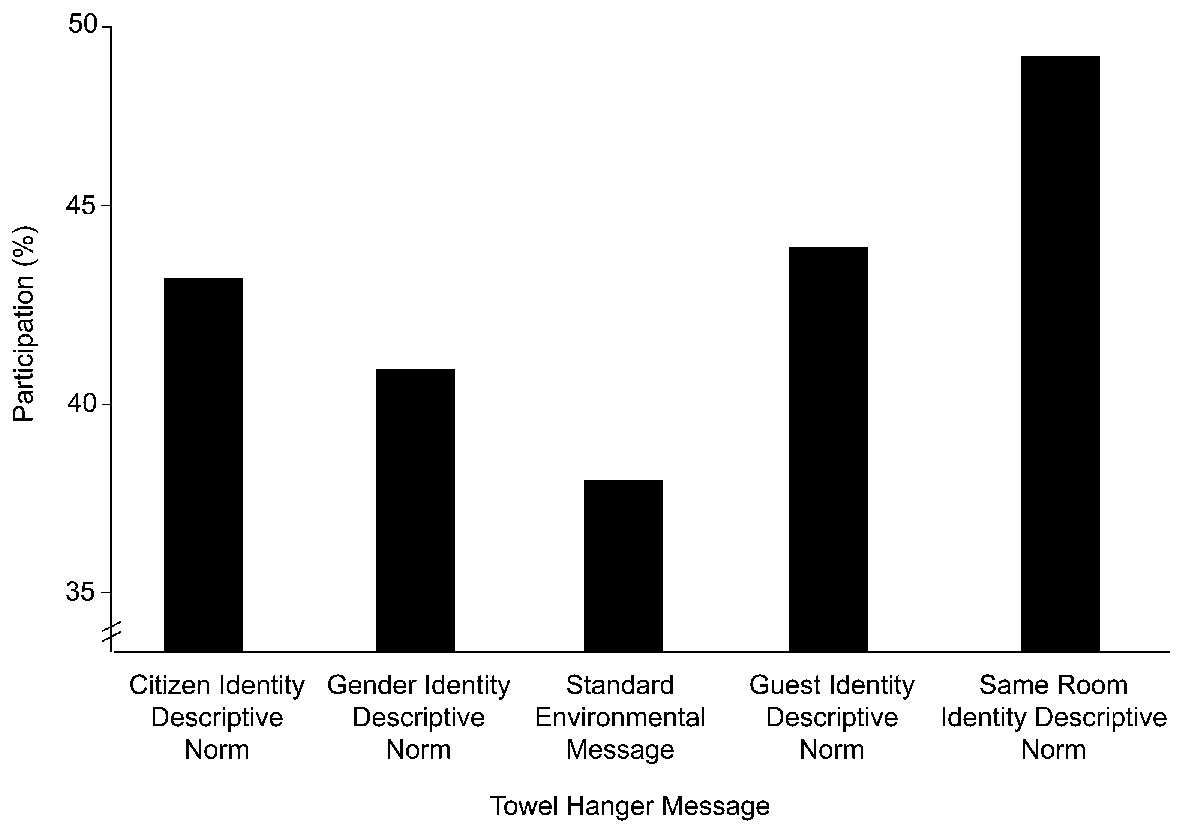 50
45
40
35
Participation (%)
Citizen Identity
Descriptive
Norm
Gender Identity
Descriptive
Norm
Standard
Environmental
Message
Guest Identity
Descriptive
Norm
Same Room
Identity Descriptive
Norm
Towel Hanger Message